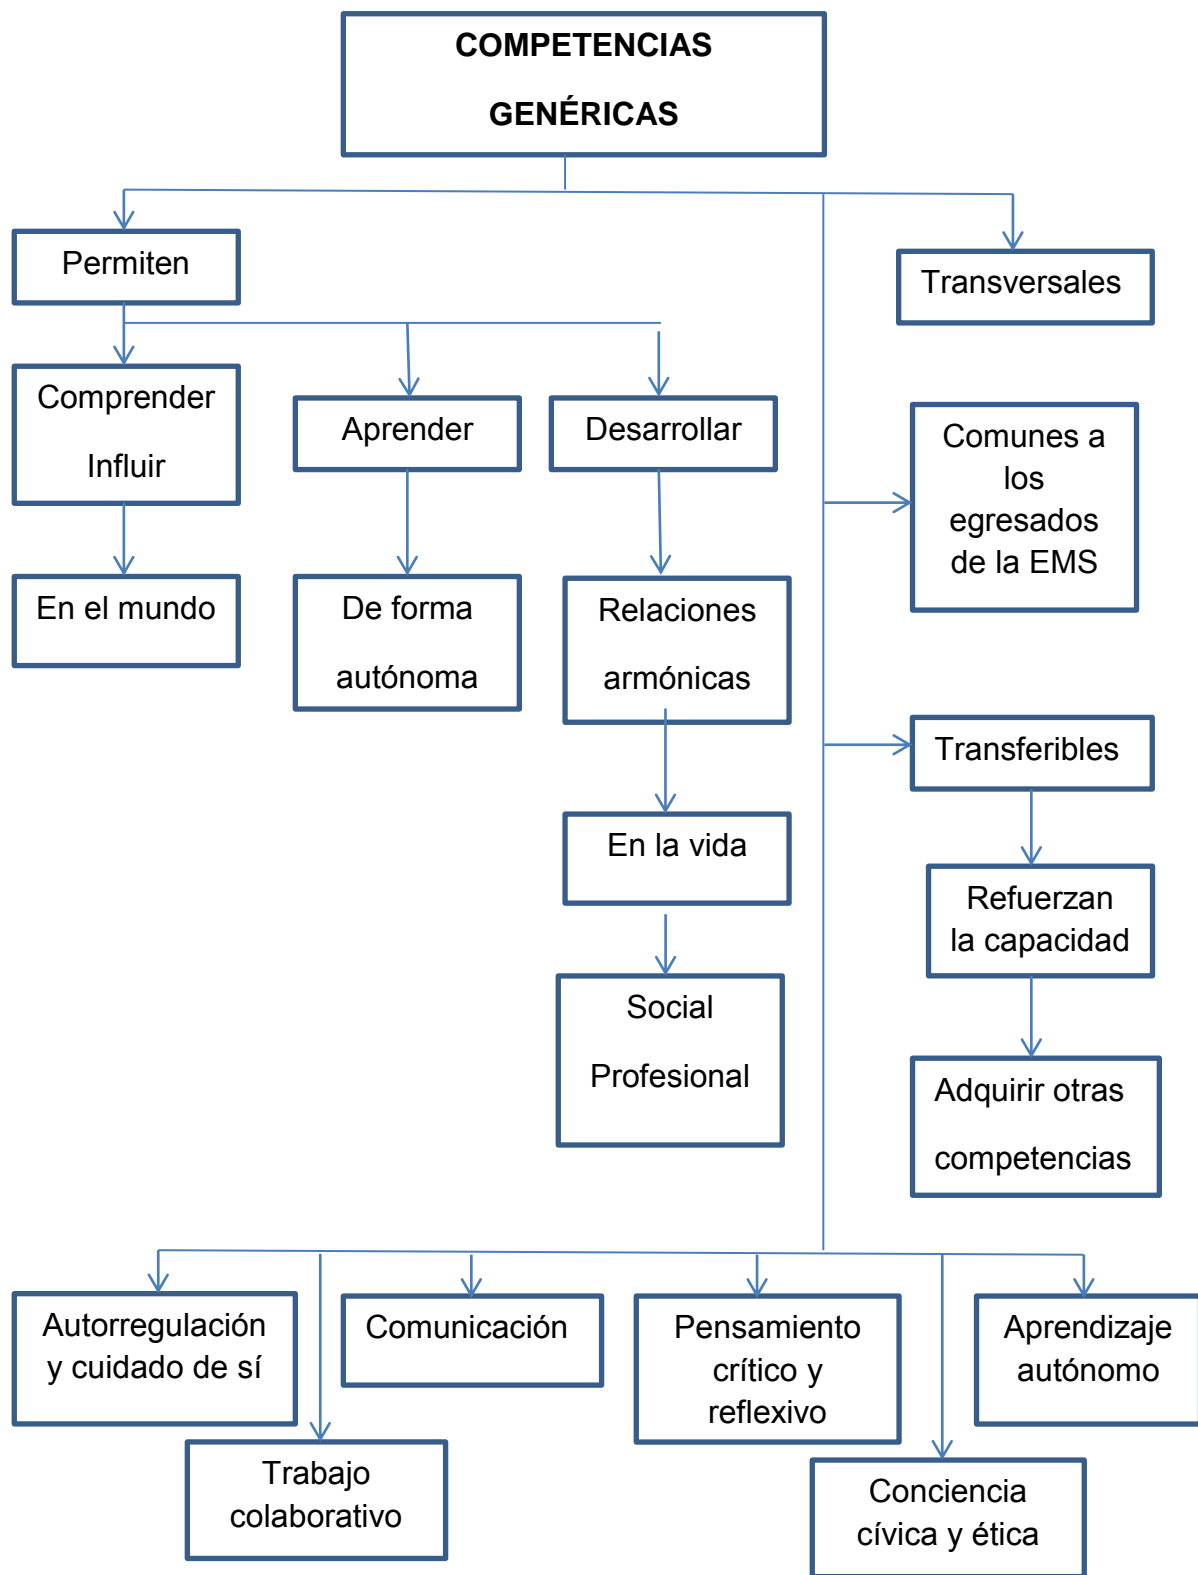 COMPETENCIAS
GENÉRICAS
Permiten
Transversales
Comprender
Influir
Aprender
Desarrollar
Comunes a
los
egresados
de la EMS
En el mundo
De forma
autónoma
Relaciones
armónicas
Transferibles
En la vida
Refuerzan
la capacidad
Social
Profesional
Adquirir otras
competencias
Autorregulación
y cuidado de sí
Comunicación
Pensamiento
crítico y
reflexivo
Aprendizaje
autónomo
Trabajo
colaborativo
Conciencia
cívica y ética